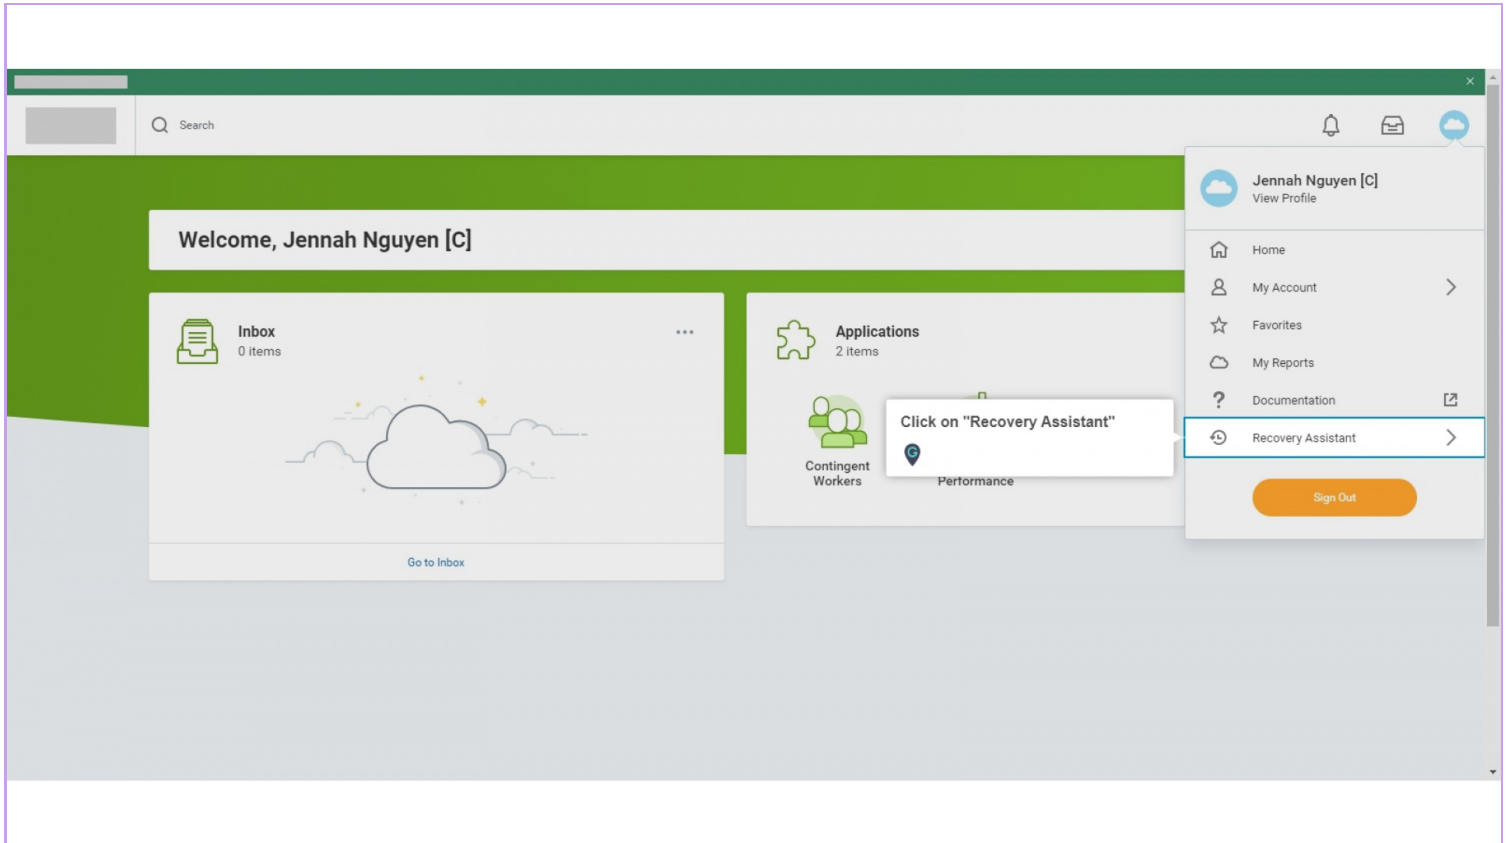 Search
Jennah Nguyen [C]
View Profile
Welcome, Jennah Nguyen [C]
Home
My Account
Favorites
My Reports
Documentation
Recovery Assistant
Sign Out
Inbox
0 items
Go to Inbox
Applications
2 items
Contingent
Workers
Performance
Click on "Recovery Assistant"
G